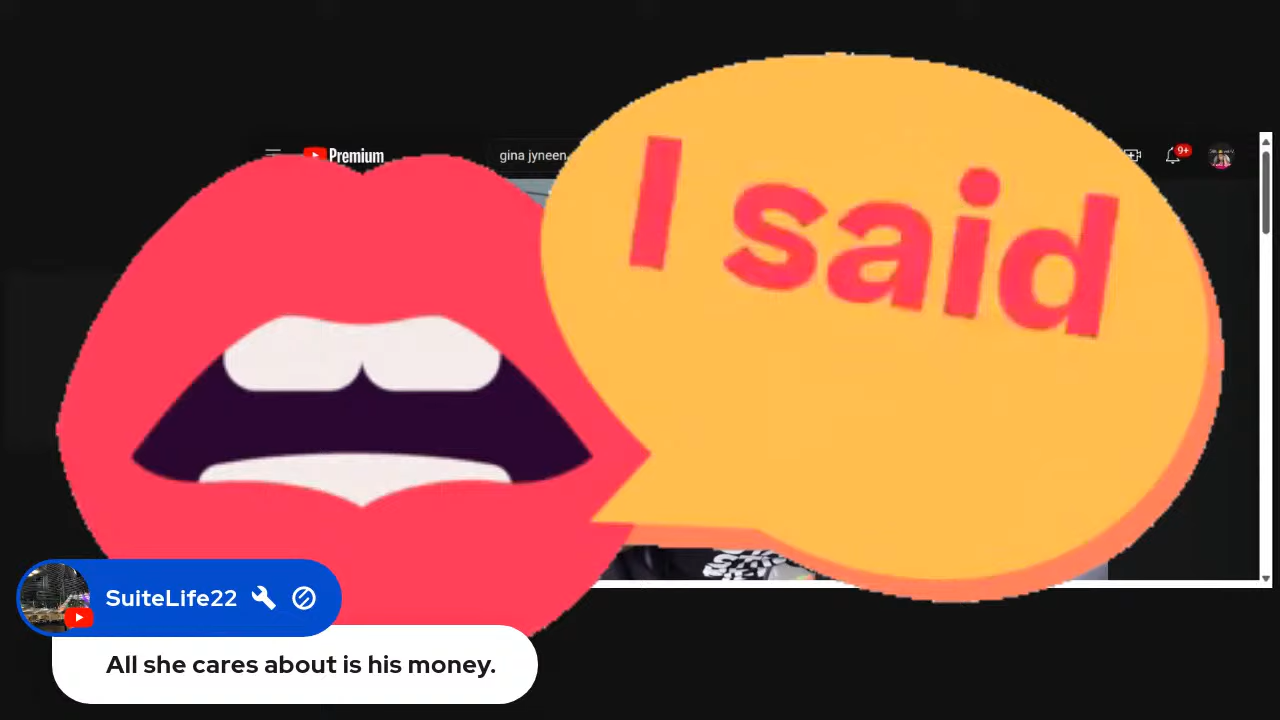 Premium
gina jyneen
9+
I said
SuiteLife22
All she cares about is his money.